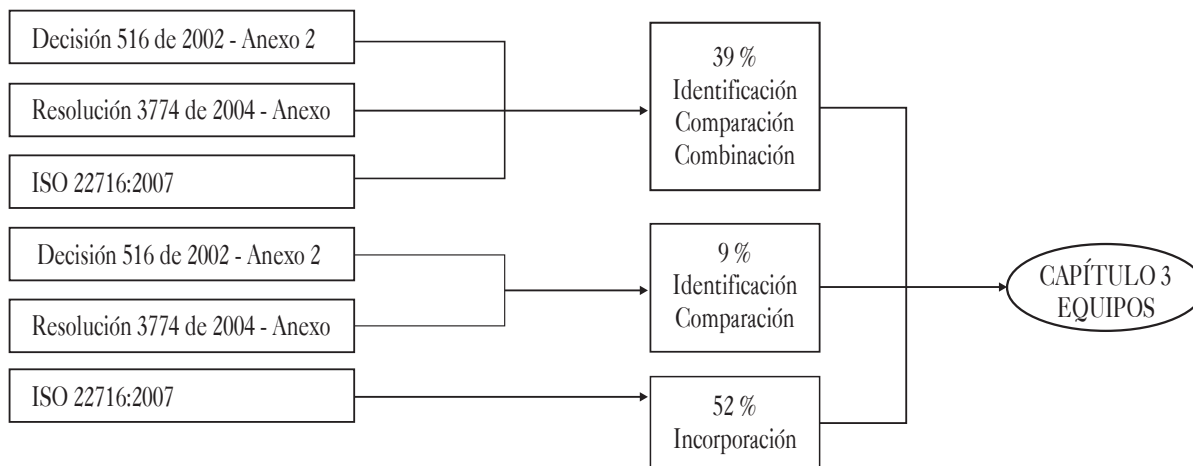 Decisión 516 de 2002 - Anexo 2
Resolución 3774 de 2004 - Anexo
ISO 22716:2007
39 %
Identificación
Comparación
Combinación
Decisión 516 de 2002 - Anexo 2
Resolución 3774 de 2004 - Anexo
9 %
Identificación
Comparación
ISO 22716:2007
52 %
Incorporación
CAPÍTULO 3
EQUIPOS